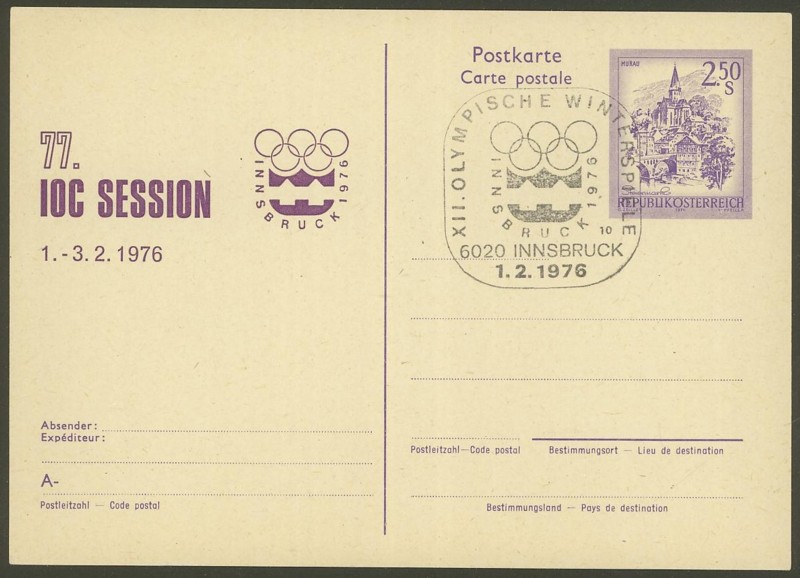 77.
IOC SESSION
1.-3.2.1976
INNSBRUCK 1976
Absender:
Expéditeur:
A-
Postleitzahl – Code postal
Postkarte
Carte postale
MURAU
2.50
S
REPUBLIK ÖSTERREICH
XII. OLYMPISCHE WINTERSPIELE
INNSBRUCK 1976
10
6020 INNSBRUCK
1.2.1976
Postleitzahl–Code postal
Bestimmungsort – Lieu de destination
Bestimmungsland – Pays de destination